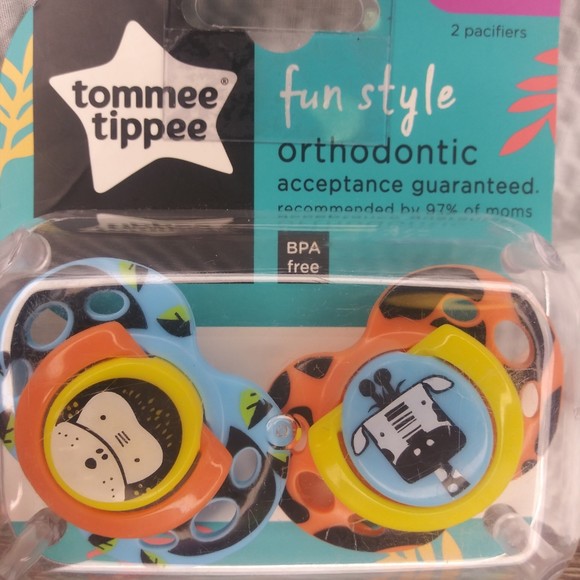 2 pacifiers
tommee®
tippee
fun style
orthodontic
acceptance guaranteed.
recommended by 97% of moms
BPA
free